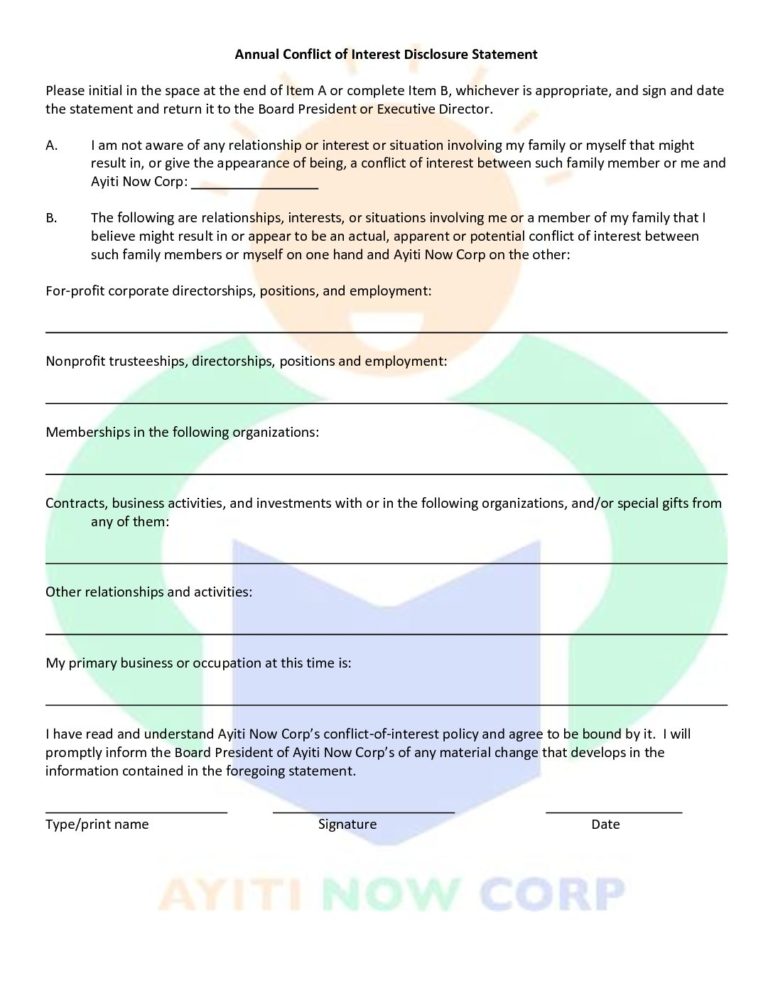 Annual Conflict of Interest Disclosure Statement
Please initial in the space at the end of Item A or complete Item B, whichever is appropriate, and sign and date
the statement and return it to the Board President or Executive Director.
A. I am not aware of any relationship or interest or situation involving my family or myself that might
result in, or give the appearance of being, a conflict of interest between such family member or me and
Ayiti Now Corp: ________________
B. The following are relationships, interests, or situations involving me or a member of my family that I
believe might result in or appear to be an actual, apparent or potential conflict of interest between
such family members or myself on one hand and Ayiti Now Corp on the other:
For-profit corporate directorships, positions, and employment:
Nonprofit trusteeships, directorships, positions and employment:
Memberships in the following organizations:
Contracts, business activities, and investments with or in the following organizations, and/or special gifts from
any of them:
Other relationships and activities:
My primary business or occupation at this time is:
I have read and understand Ayiti Now Corp’s conflict-of-interest policy and agree to be bound by it.  I will
promptly inform the Board President of Ayiti Now Corp’s of any material change that develops in the
information contained in the foregoing statement.
Type/print name Signature Date
AYITI NOW CORP